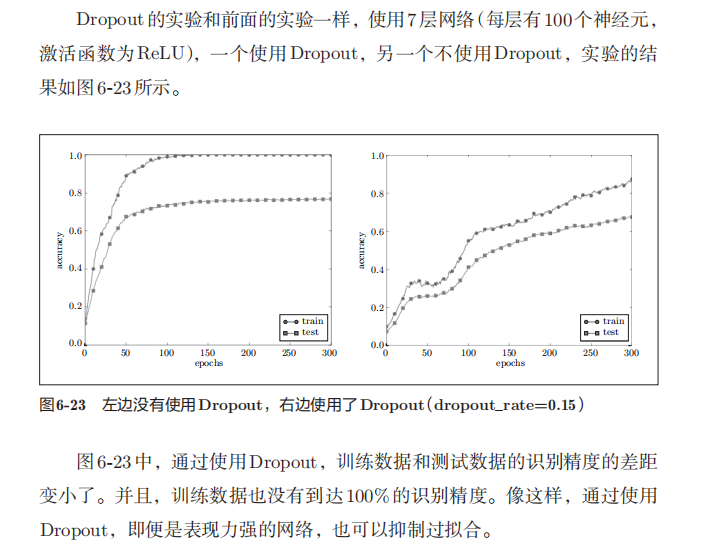 Dropout 的实验和前面的实验一样，使用7层网络（每层有100个神经元，
激活函数为ReLU），一个使用Dropout，另一个不使用Dropout，实验的结
果如图6-23所示。
1.0
0.8
0.6
0.4
0.2
0.0
accuracy
0 50 100 150 200 250 300
epochs
train
test
1.0
0.8
0.6
0.4
0.2
0.0
accuracy
0 50 100 150 200 250 300
epochs
train
test
图6-23 左边没有使用Dropout，右边使用了Dropout（dropout_rate=0.15）
图6-23中，通过使用Dropout，训练数据和测试数据的识别精度的差距
变小了。并且，训练数据也没有到达100%的识别精度。像这样，通过使用
Dropout，即便是表现力强的网络，也可以抑制过拟合。